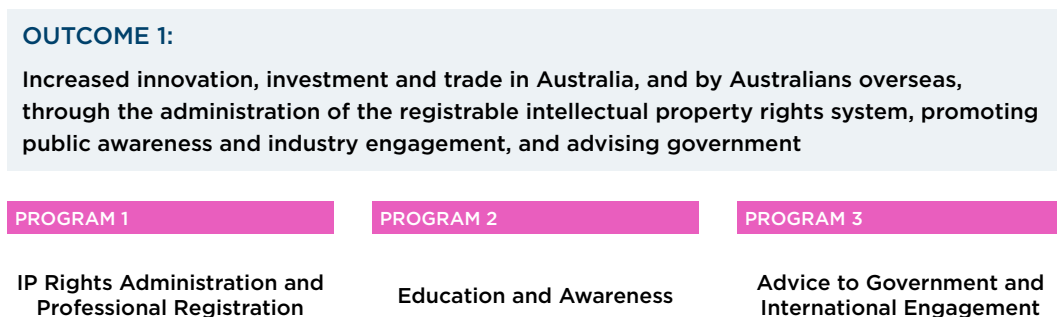 OUTCOME 1:
Increased innovation, investment and trade in Australia, and by Australians overseas,
through the administration of the registrable intellectual property rights system, promoting
public awareness and industry engagement, and advising government
PROGRAM 1
IP Rights Administration and
Professional Registration
PROGRAM 2
Education and Awareness
PROGRAM 3
Advice to Government and
International Engagement